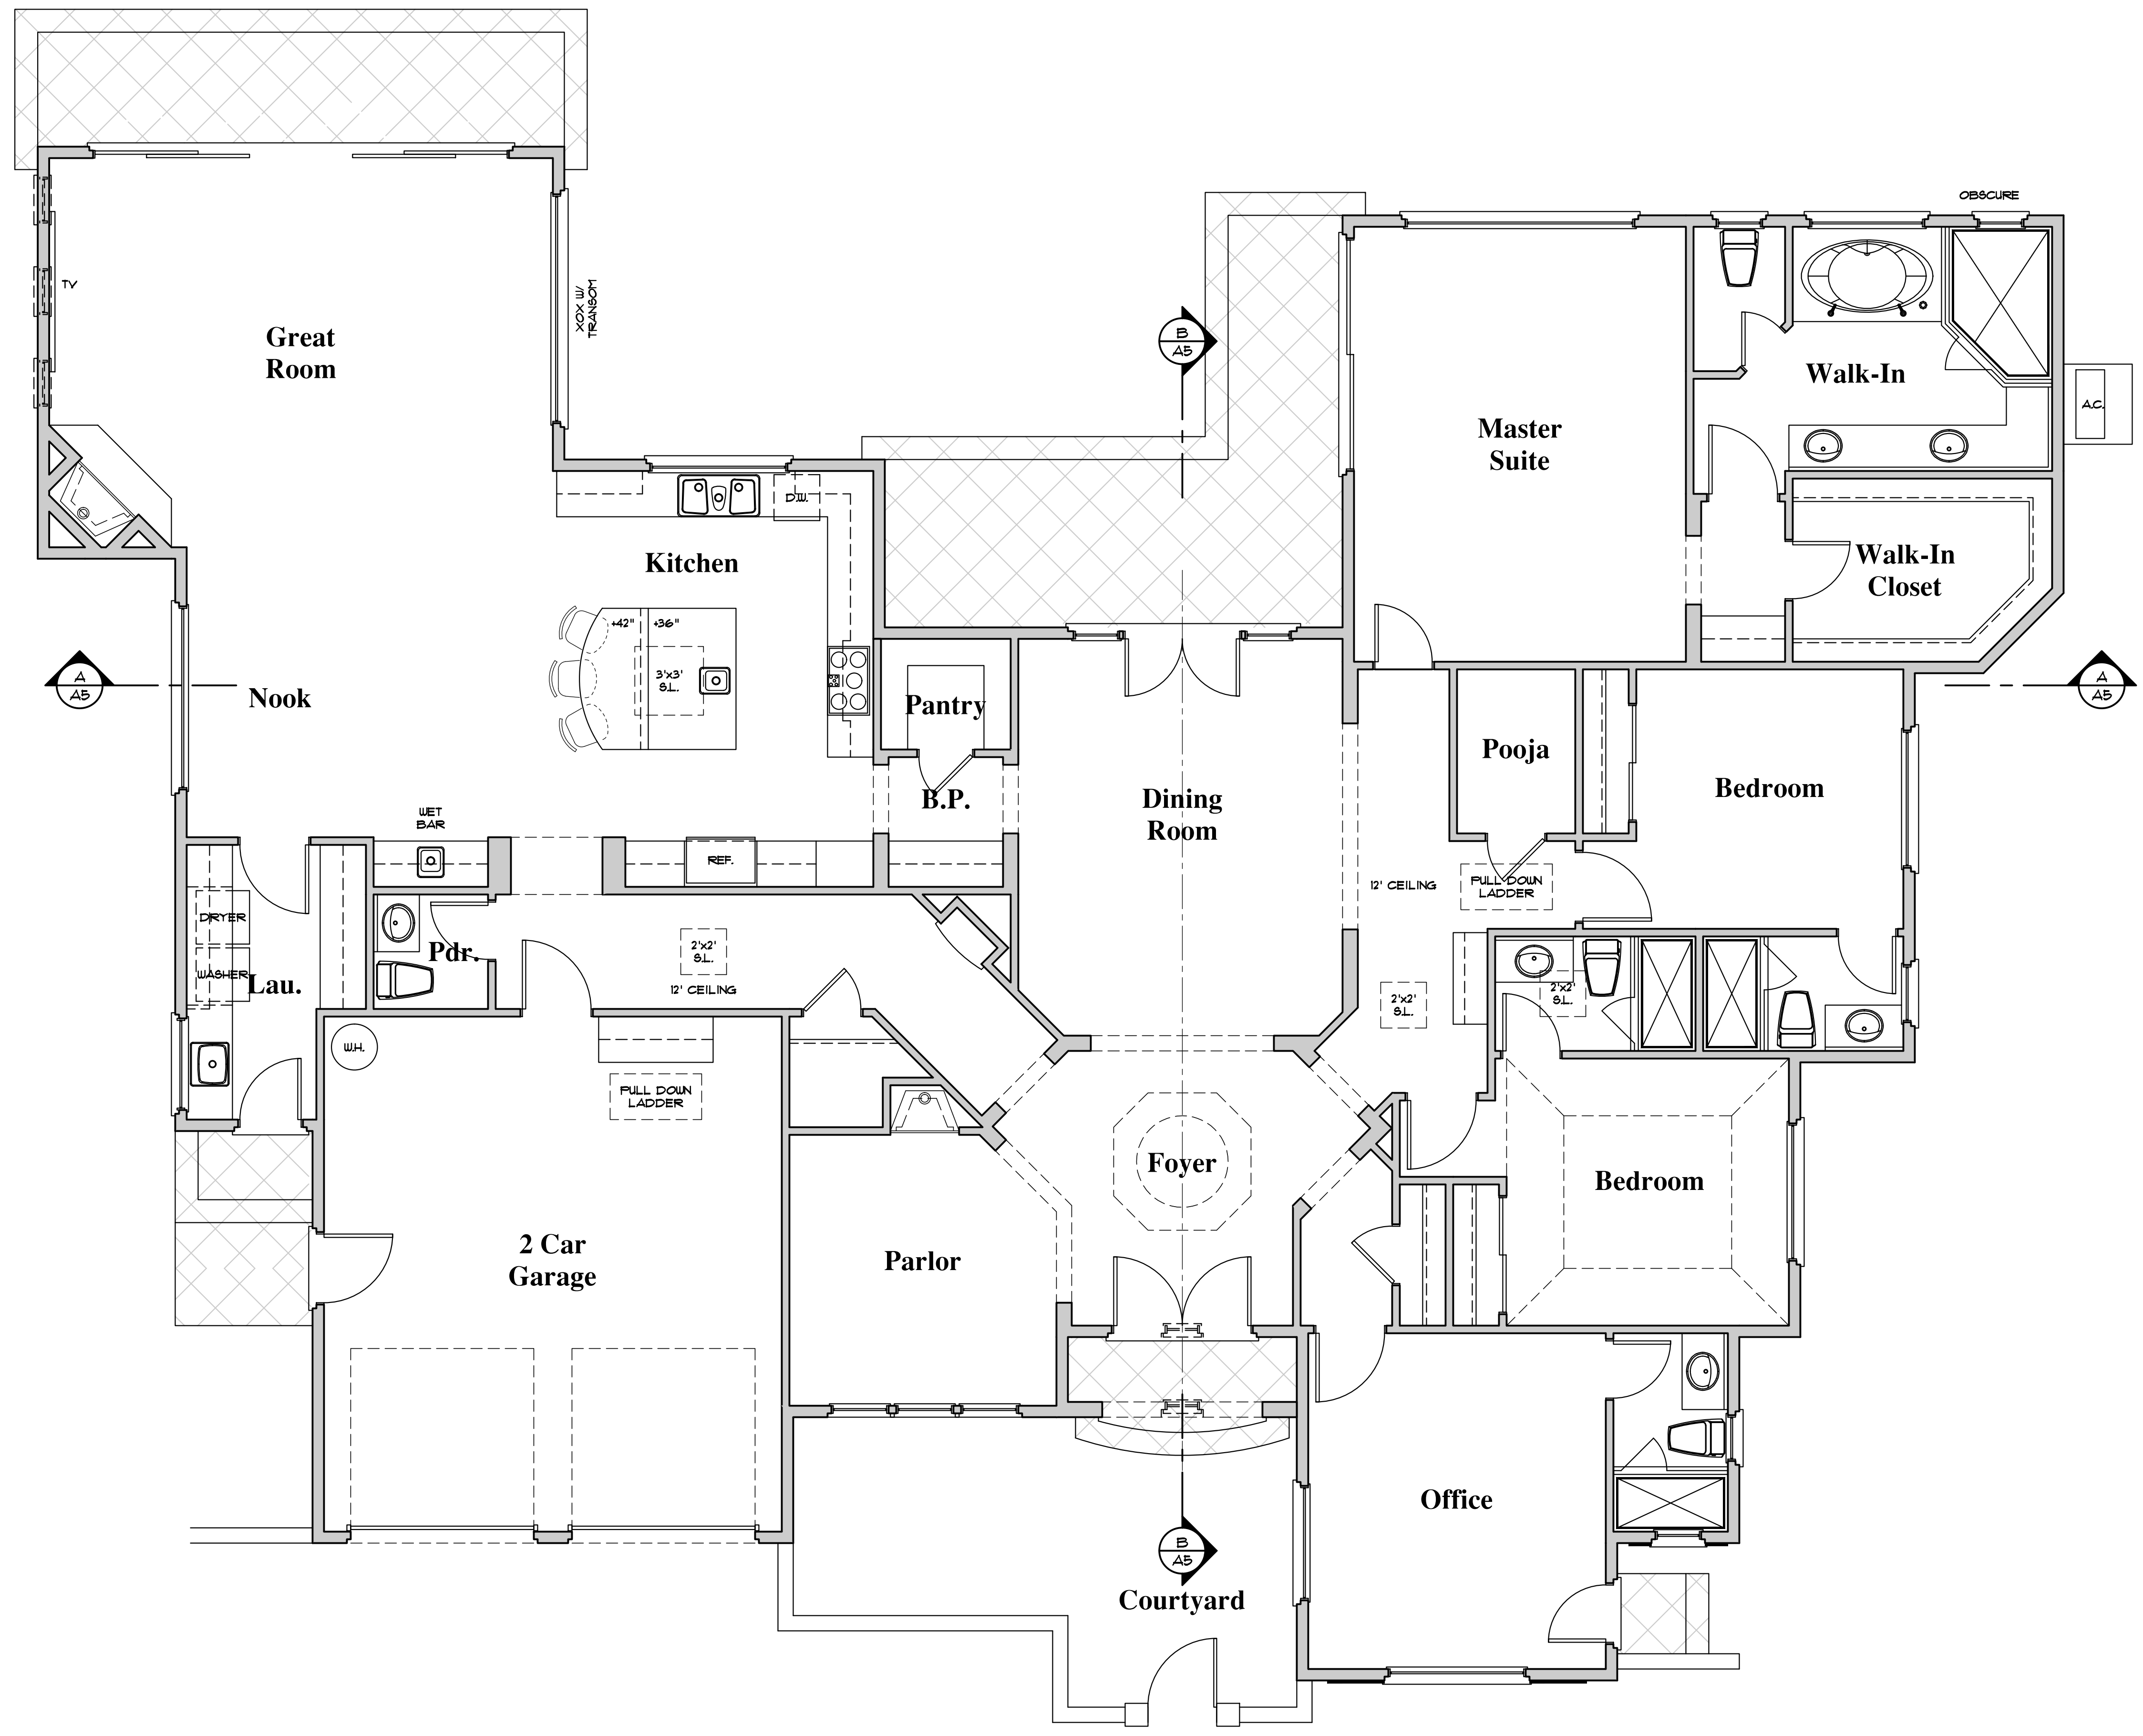 OBSCURE
TV
XOX W/
TRANSOM
Great
Room
B
A5
Walk-In
A.C.
Master
Suite
D.W.
Kitchen
Walk-In
Closet
+42"
+36"
3'x3'
S.L.
A
A5
Nook
Pantry
A
A5
Pooja
Bedroom
B.P.
Dining
Room
WET
BAR
REF.
12' CEILING
PULL DOWN
LADDER
DRYER
Pdr.
2'x2'
S.L.
WASHER
Lau.
12' CEILING
2'x2'
S.L.
2'x2'
S.L.
W.H.
PULL DOWN
LADDER
Foyer
Bedroom
2 Car
Garage
Parlor
Office
B
A5
Courtyard